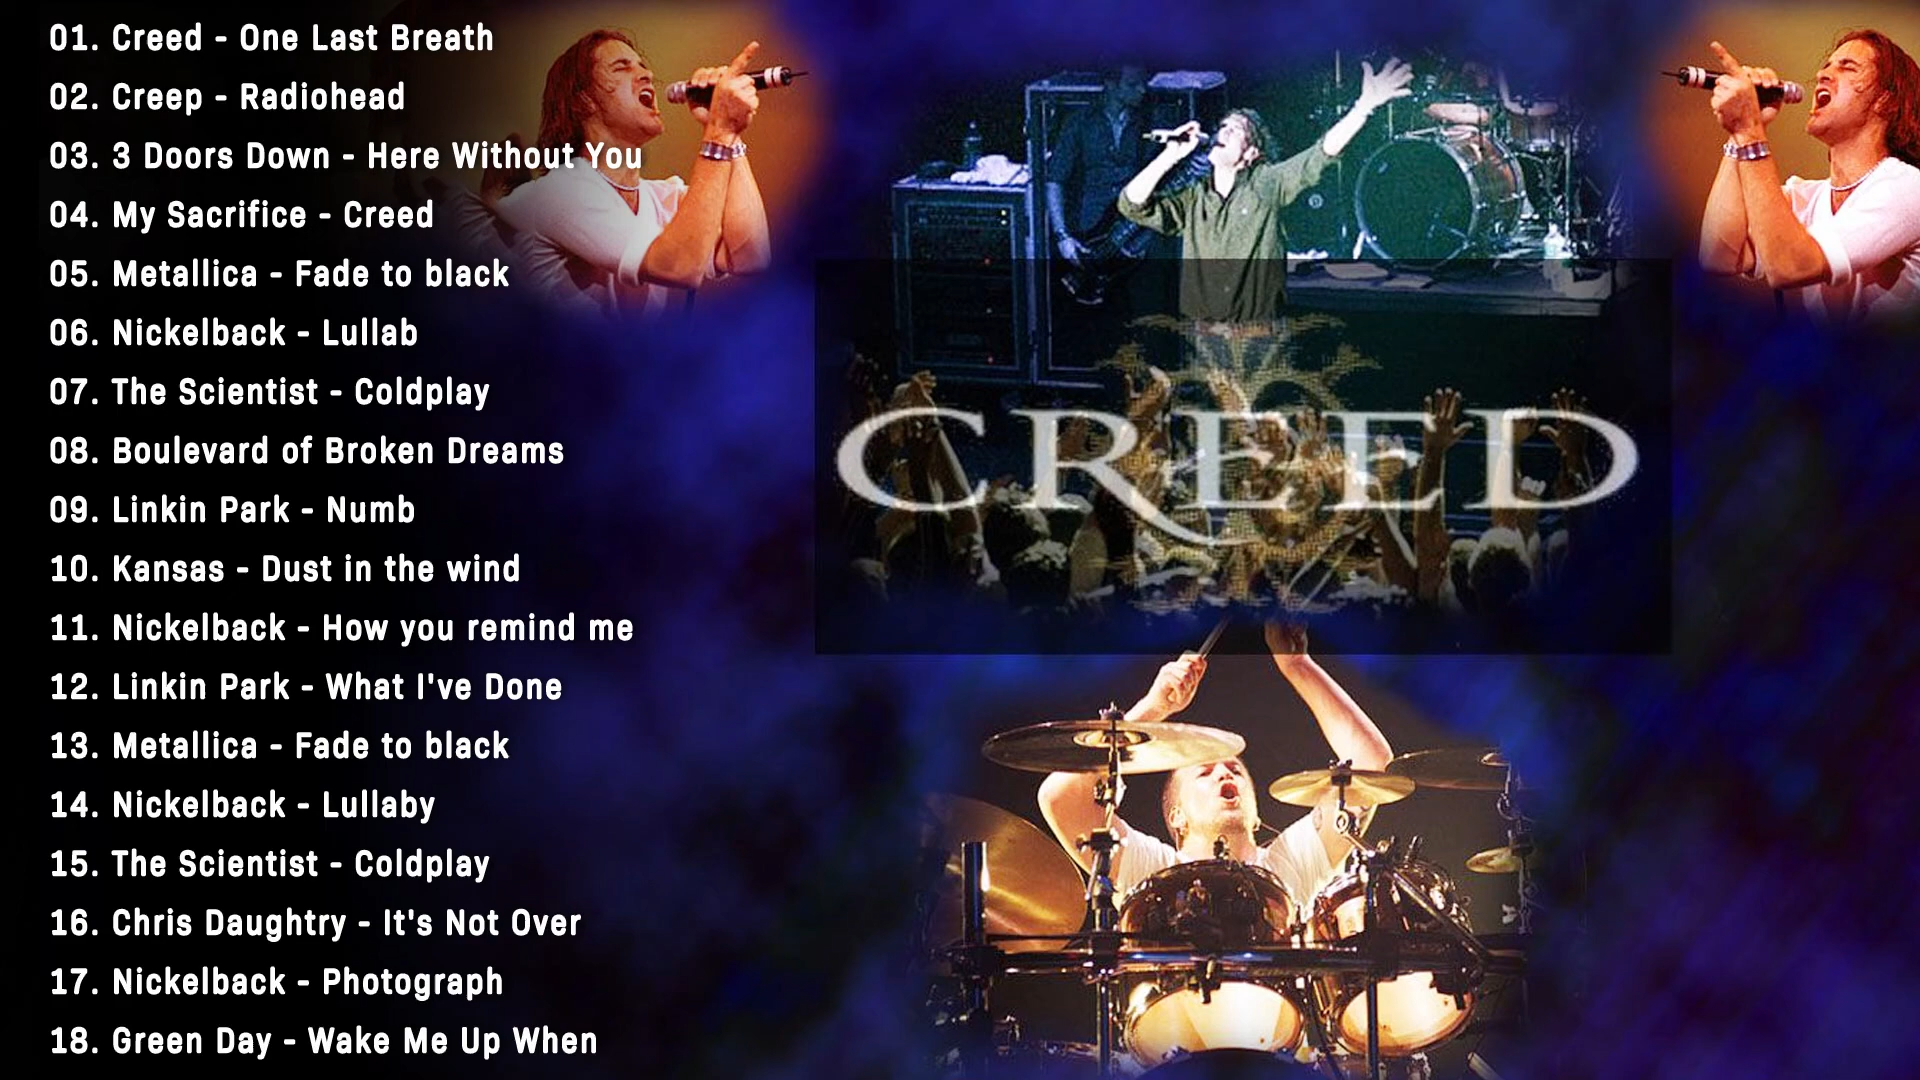 01. Creed - One Last Breath
02. Creep - Radiohead
03. 3 Doors Down - Here Without You
04. My Sacrifice - Creed
05. Metallica - Fade to black
06. Nickelback - Lullab
07. The Scientist - Coldplay
08. Boulevard of Broken Dreams
09. Linkin Park - Numb
10. Kansas - Dust in the wind
11. Nickelback - How you remind me
12. Linkin Park - What I've Done
13. Metallica - Fade to black
14. Nickelback - Lullaby
15. The Scientist - Coldplay
16. Chris Daughtry - It's Not Over
17. Nickelback - Photograph
18. Green Day - Wake Me Up When
CREED